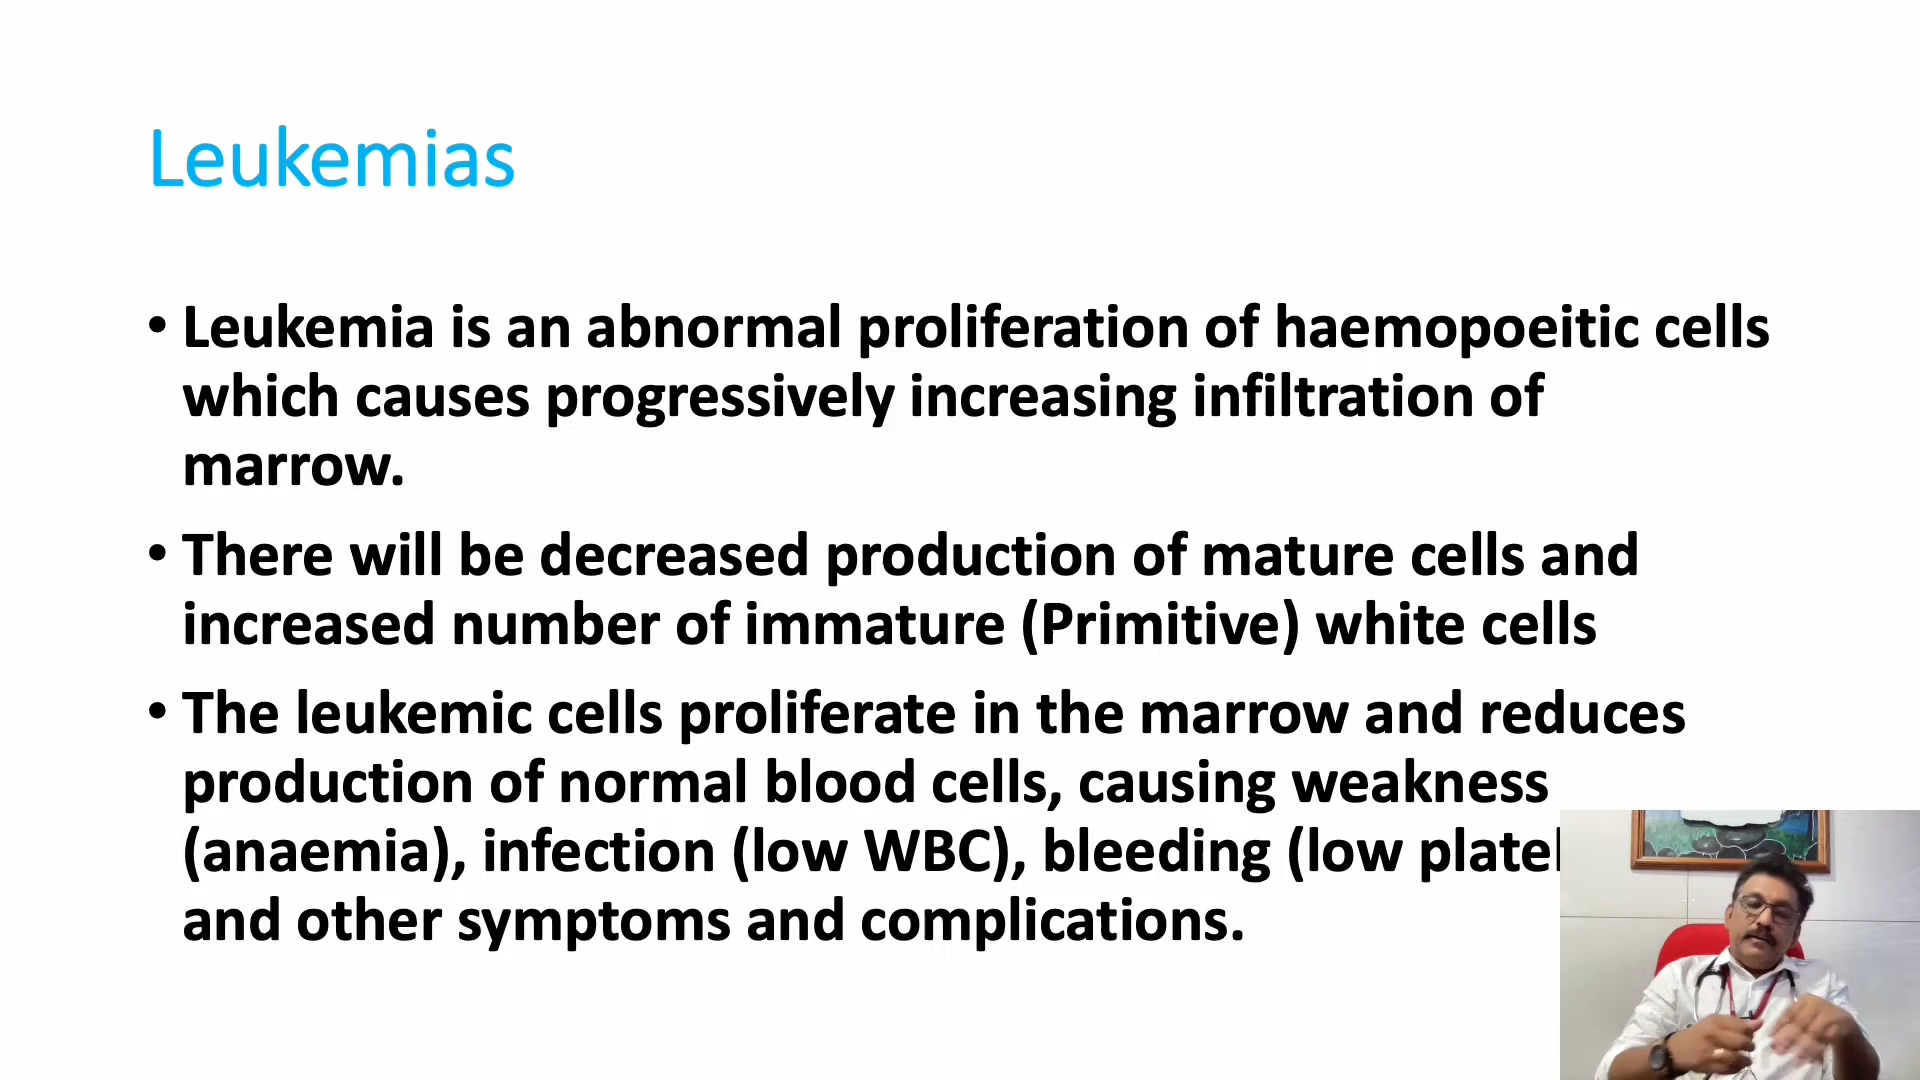 Leukemias
• Leukemia is an abnormal proliferation of haemopoeitic cells
which causes progressively increasing infiltration of
marrow.
• There will be decreased production of mature cells and
increased number of immature (Primitive) white cells
• The leukemic cells proliferate in the marrow and reduces
production of normal blood cells, causing weakness
(anaemia), infection (low WBC), bleeding (low
and other symptoms and complications.